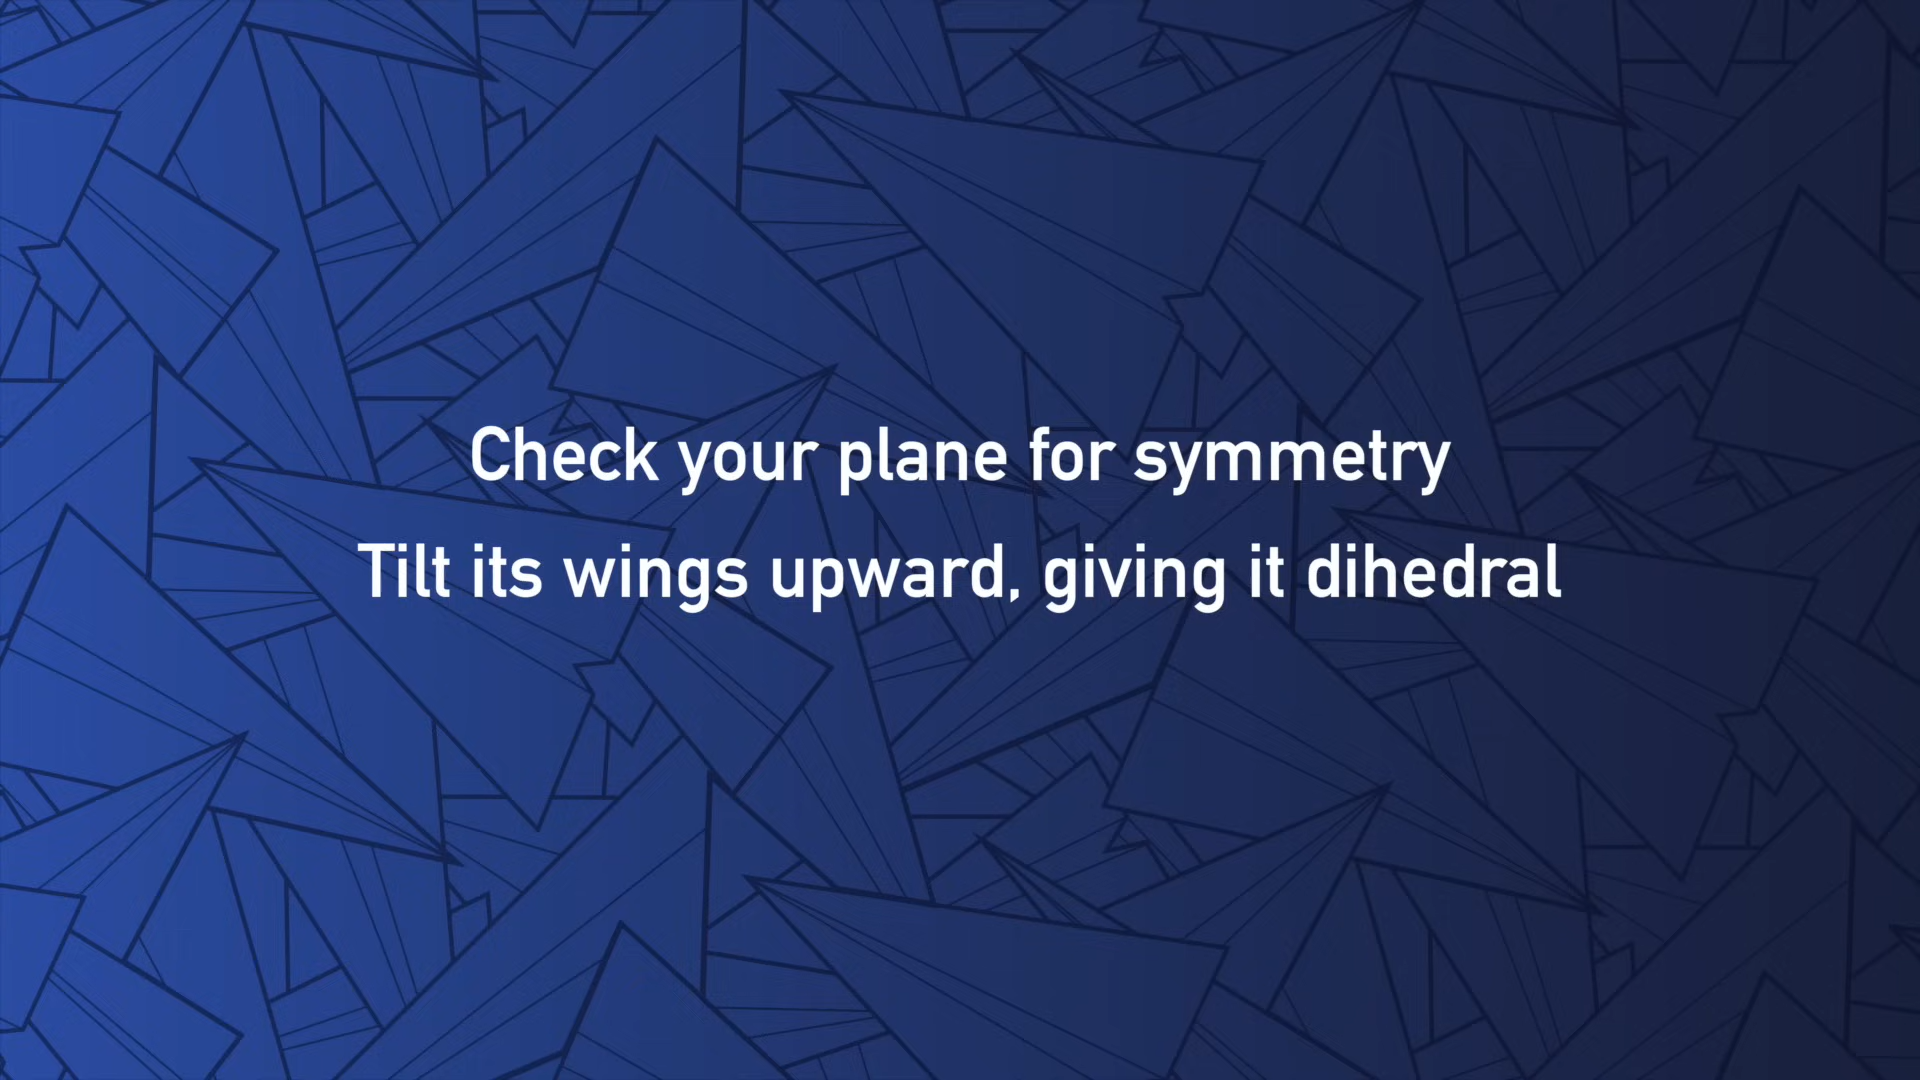 Check your plane for symmetry
Tilt its wings upward, giving it dihedral